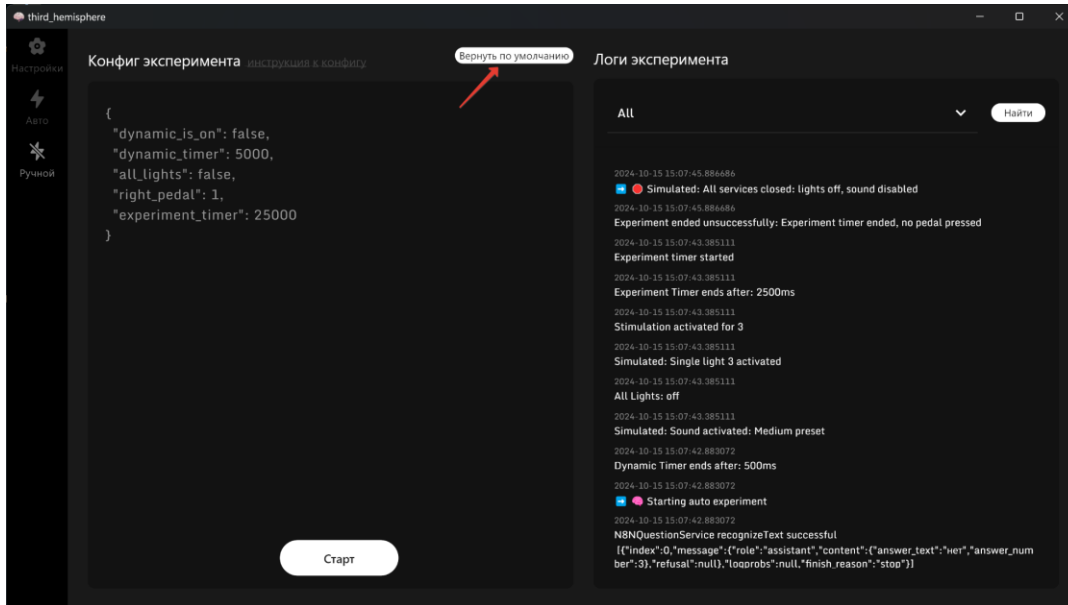 third_hemisphere
Настройки
Авто
Ручной
Конфиг эксперимента инструкция к конфигу
Вернуть по умолчанию
{
"dynamic_is_on": false,
"dynamic_timer": 5000,
"all_lights": false,
"right_pedal": 1,
"experiment_timer": 25000
}
Старт
Логи эксперимента
All
Найти
2024-10-15 15:07:45.886686
Simulated: All services closed: lights off, sound disabled
2024-10-15 15:07:45.886686
Experiment ended unsuccessfully: Experiment timer ended, no pedal pressed
2024-10-15 15:07:43.385111
Experiment timer started
2024-10-15 15:07:43.385111
Experiment Timer ends after: 2500ms
2024-10-15 15:07:43.385111
Stimulation activated for 3
2024-10-15 15:07:43.385111
Simulated: Single light 3 activated
2024-10-15 15:07:43.385111
All Lights: off
2024-10-15 15:07:43.385111
Simulated: Sound activated: Medium preset
2024-10-15 15:07:42.883072
Dynamic Timer ends after: 500ms
2024-10-15 15:07:42.883072
Starting auto experiment
2024-10-15 15:07:42.883072
N8NQuestionService recognizeText successful
[{"index":0,"message":{"role":"assistant","content":{"answer_text":"нет","answer_num
ber":3},"refusal":null},"logprobs":null,"finish_reason":"stop"}]